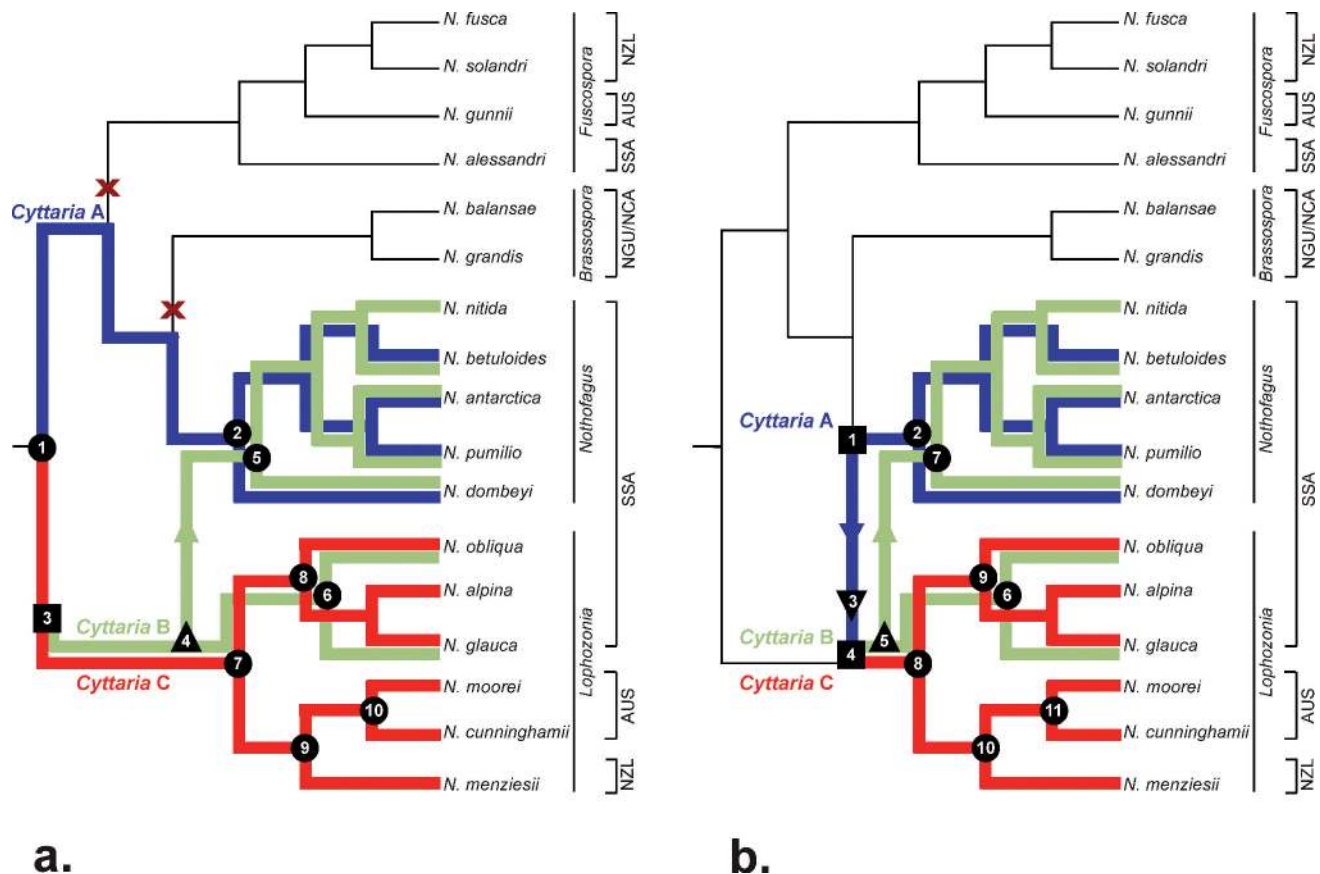 N. fusca
N. solandri
N. gunnii
N. alessandri
N. balansae
N. grandis
N. nitida
N. betuloides
N. antarctica
N. pumilio
N. dombeyi
N. obliqua
N. alpina
N. glauca
N. moorei
N. cunninghamii
N. menziesii
Fuscospora
Brassospora
Nothofagus
Lophozonia
NZL
AUS
SSA
NGU/NCA
SSA
AUS
NZL
Cyttaria A
Cyttaria B
Cyttaria C
1
2
5
3
4
8
6
7
10
9
a.
N. fusca
N. solandri
N. gunnii
N. alessandri
N. balansae
N. grandis
N. nitida
N. betuloides
N. antarctica
N. pumilio
N. dombeyi
N. obliqua
N. alpina
N. glauca
N. moorei
N. cunninghamii
N. menziesii
Fuscospora
Brassospora
Nothofagus
Lophozonia
NZL
AUS
SSA
NGU/NCA
SSA
AUS
NZL
Cyttaria A
Cyttaria B
Cyttaria C
1
2
7
3
5
4
9
6
8
11
10
b.